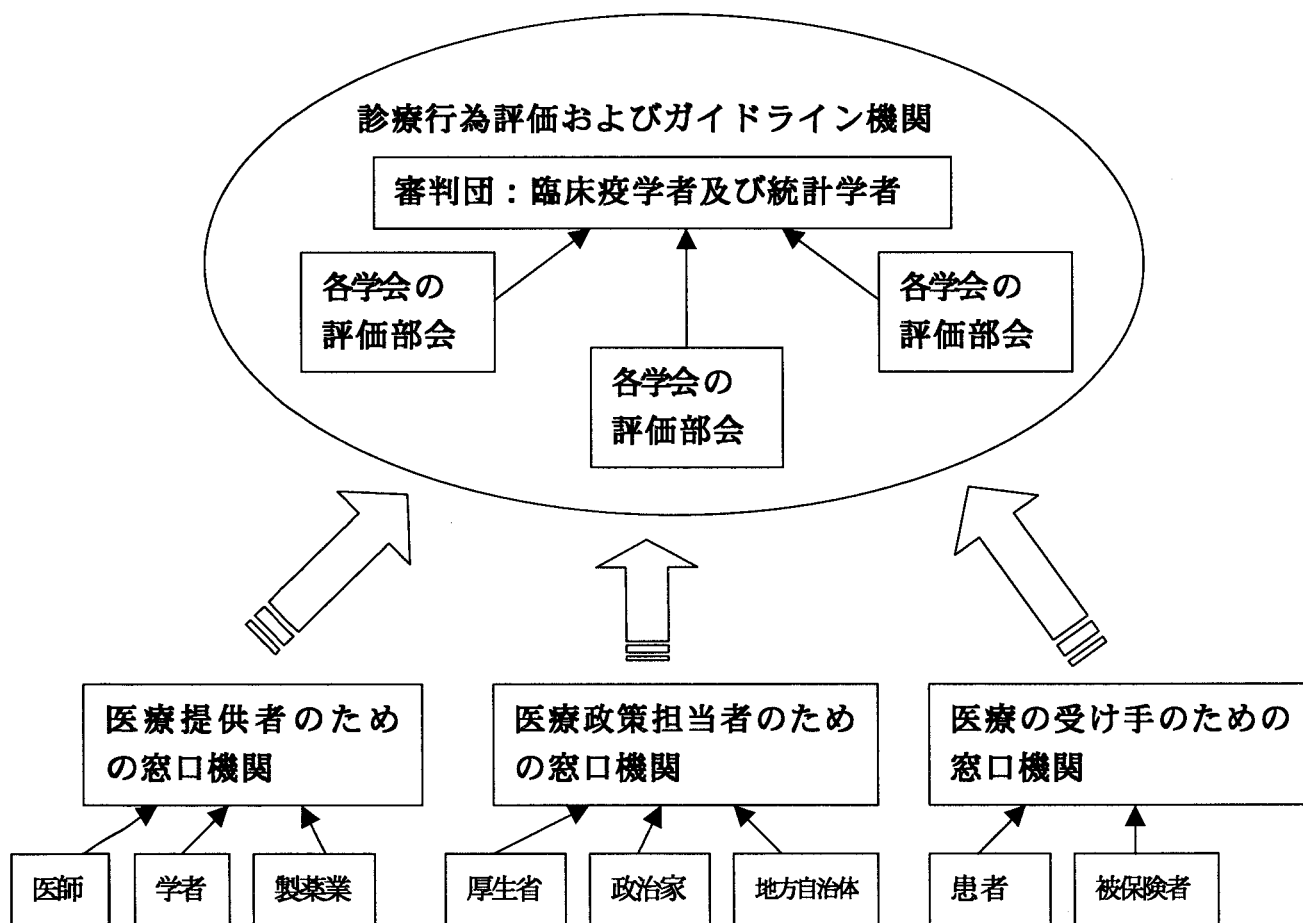 診療行為評価およびガイドライン機関
審判団：臨床疫学者及び統計学者
各学会の
評価部会
各学会の
評価部会
各学会の
評価部会
医療提供者のため
の窓口機関
医療政策担当者のため
の窓口機関
医療の受け手のための
窓口機関
医師
学者
製薬業
厚生省
政治家
地方自治体
患者
被保険者